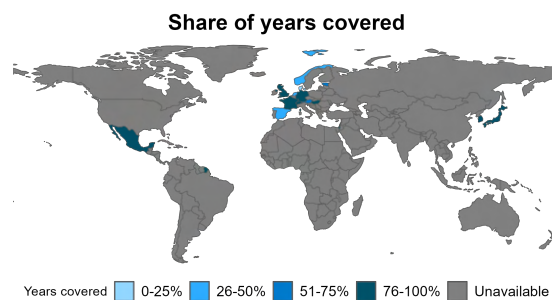 Share of years covered
Years covered 0-25% 26-50% 51-75% 76-100% Unavailable